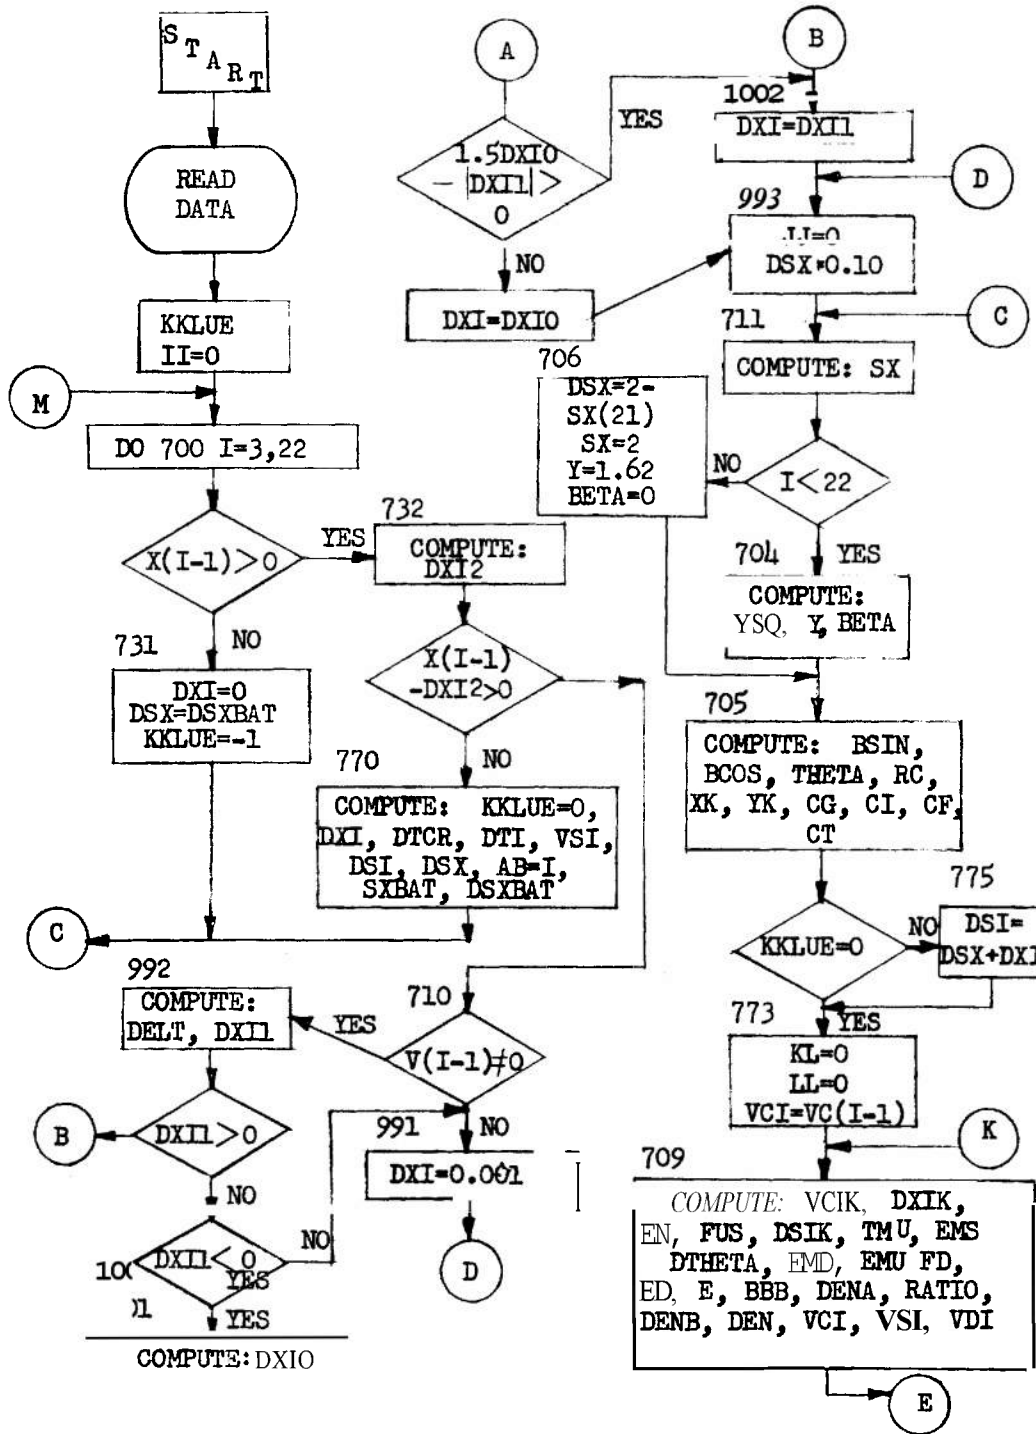 START
READ
DATA
KKLUE
II=0
M
DO 700 I=3,22
X(I-1)>0
YES
NO
731
DXI=0
DSX=DSXBAT
KKLUE=-1
732
COMPUTE:
DXI2
X(I-1)
-DXI2>0
NO
770
COMPUTE: KKLUE=0,
DXI, DTCR, DTI, VSI,
DSI, DSX, AB=I,
SXBAT, DSXBAT
C
992
COMPUTE:
DELT, DXI1
YES
710
V(I-1)≠0
NO
B
DXI1>0
NO
991
DXI=0.001
D
DXI1<0
NO
YES
YES
COMPUTE: DXIO
A
1.5DXIO
- |DXI1| >
0
YES
NO
DXI=DXIO
B
1002
DXI=DXI1
D
993
DSX=0.10
C
711
COMPUTE: SX
706
DSX=2-
SX(21)
SX=2
Y=1.62
BETA=0
NO
I<22
YES
704
COMPUTE:
YSQ, Y, BETA
705
COMPUTE: BSIN,
BCOS, THETA, RC,
XK, YK, CG, CI, CF,
CT
KKLUE=0
NO
775
DSI=
DSX+DXI
YES
773
KL=0
LL=0
VCI=VC(I-1)
K
709
COMPUTE: VCIK, DXIK,
EN, FUS, DSIK, TMU, EMS
DTHETA, EMD, EMU FD,
ED, E, BBB, DENA, RATIO,
DENB, DEN, VCI, VSI, VDI
E